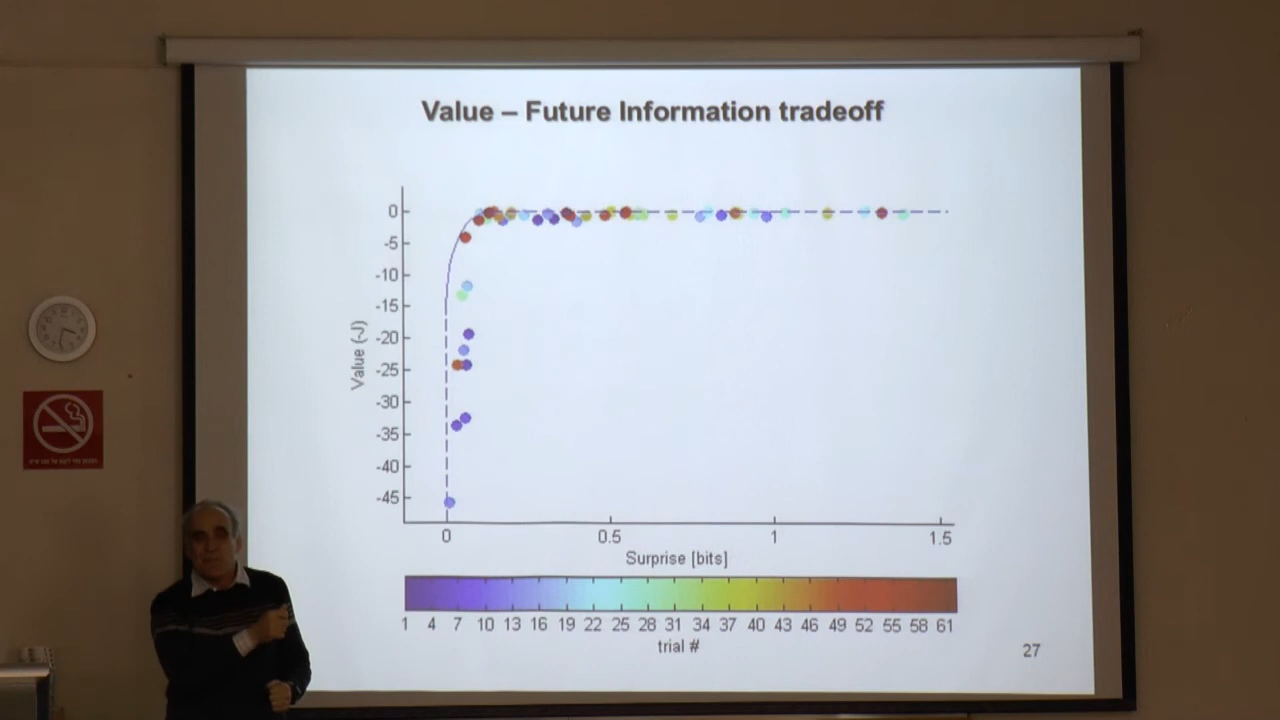 Value – Future Information tradeoff
0
-5
-10
-15
-20
-25
-30
-35
-40
-45
Value (-J)
0 0.5 1 1.5
Surprise [bits]
1 4 7 10 13 16 19 22 25 28 31 34 37 40 43 46 49 52 55 58 61
trial #
27